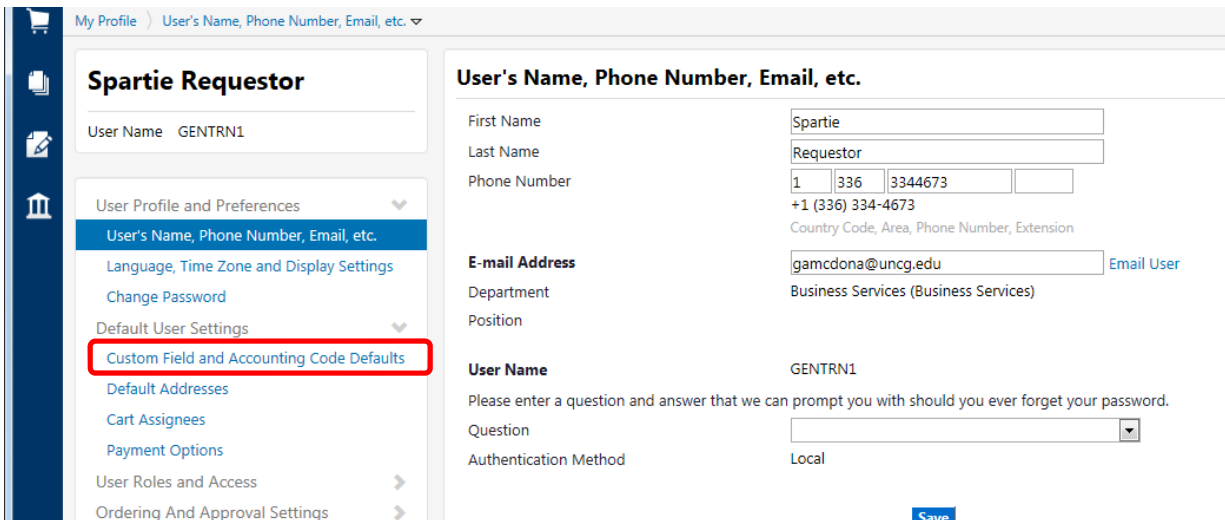 My Profile 〉 User's Name, Phone Number, Email, etc.
Spartie Requestor
User Name GENTRN1
User Profile and Preferences
User's Name, Phone Number, Email, etc.
Language, Time Zone and Display Settings
Change Password
Default User Settings
Custom Field and Accounting Code Defaults
Default Addresses
Cart Assignees
Payment Options
User Roles and Access
Ordering And Approval Settings
User's Name, Phone Number, Email, etc.
First Name Spartie
Last Name Requestor
Phone Number 1 336 3344673
+1 (336) 334-4673
Country Code, Area, Phone Number, Extension
E-mail Address gamcdona@uncg.edu Email User
Department Business Services (Business Services)
Position
User Name GENTRN1
Please enter a question and answer that we can prompt you with should you ever forget your password.
Question
Authentication Method Local
Save